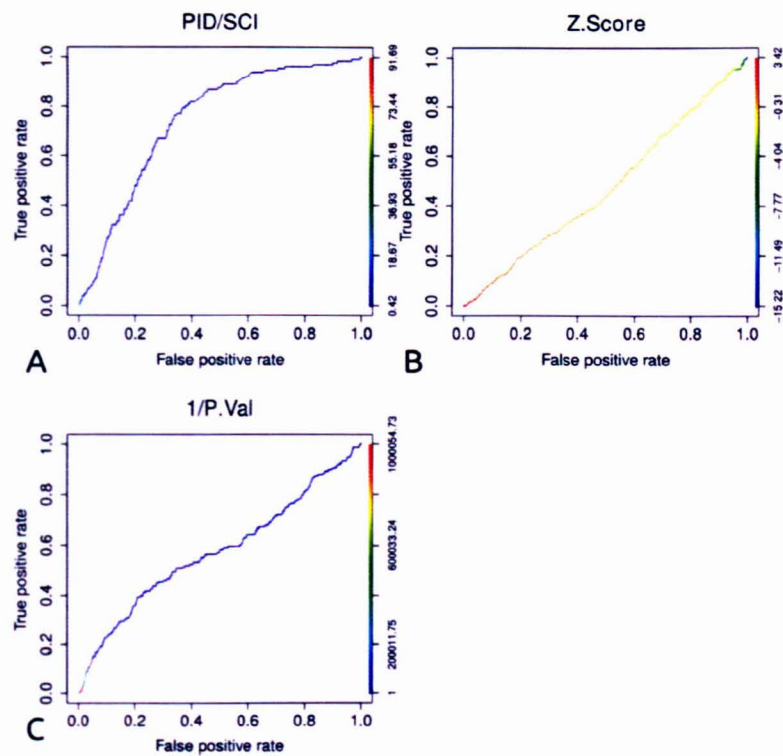 PID/SCI
True positive rate
0.0 0.2 0.4 0.6 0.8 1.0
0.0 0.2 0.4 0.6 0.8 1.0
False positive rate
0.42 18.67 36.93 55.18 73.44 91.69
A
Z.Score
True positive rate
0.0 0.2 0.4 0.6 0.8 1.0
0.0 0.2 0.4 0.6 0.8 1.0
False positive rate
-15.22 -11.49 -7.77 -4.04 -0.31 3.42
B
1/P.Val
True positive rate
0.0 0.2 0.4 0.6 0.8 1.0
0.0 0.2 0.4 0.6 0.8 1.0
False positive rate
1 200011.75 600033.24 1000054.73
C